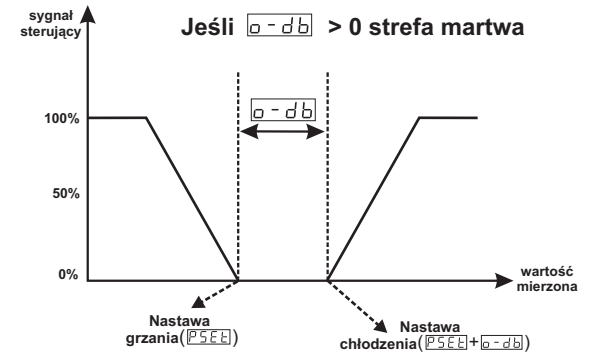 sygnał
sterujący
Jeśli o-db > 0 strefa martwa
o-db
100%
50%
0%
wartość
mierzona
Nastawa
grzania(PSEt)
Nastawa
chłodzenia(PSEt+o-db)